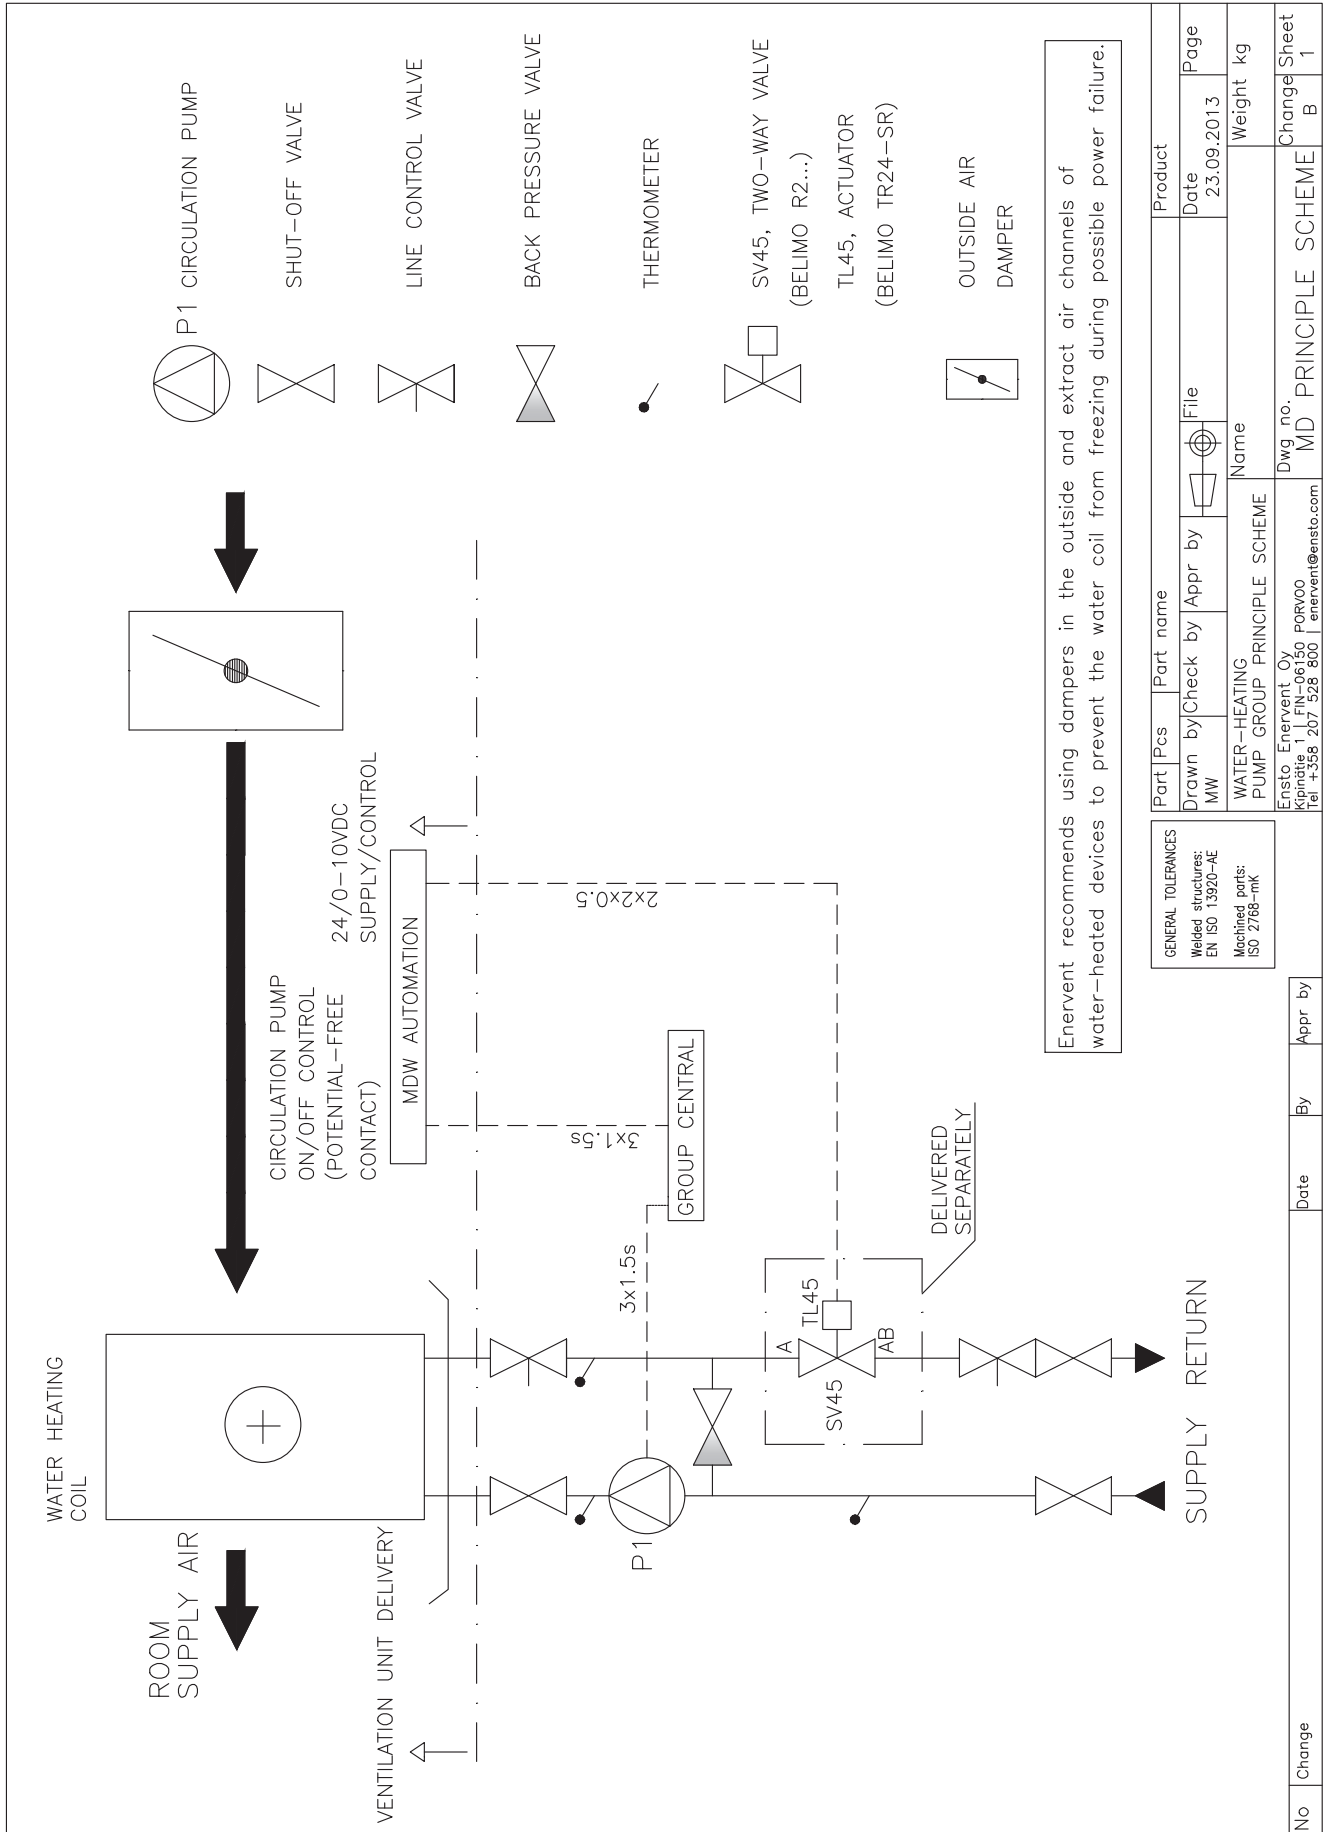 WATER HEATING
COIL
ROOM
SUPPLY AIR
VENTILATION UNIT DELIVERY
CIRCULATION PUMP
ON/OFF CONTROL
(POTENTIAL-FREE
CONTACT)
24/0-10VDC
SUPPLY/CONTROL
MDW AUTOMATION
3x1.5s
2x2x0.5
3x1.5s
GROUP CENTRAL
P1
TL45
A
AB
SV45
DELIVERED
SEPARATELY
SUPPLY
RETURN
P1
CIRCULATION PUMP
SHUT-OFF VALVE
LINE CONTROL VALVE
BACK PRESSURE VALVE
THERMOMETER
SV45, TWO-WAY VALVE
(BELIMO R2...)
TL45, ACTUATOR
(BELIMO TR24-SR)
OUTSIDE AIR
DAMPER
Enervent recommends using dampers in the outside and extract air channels of
water-heated devices to prevent the water coil from freezing during possible power failure.
GENERAL TOLERANCES
Welded structures:
EN ISO 13920-AE
Machined parts:
ISO 2768-mK
Part
Pcs
Part name
Product
Drawn by
MW
Check by
Appr by
File
Date
23.09.2013
Page
WATER-HEATING
PUMP GROUP PRINCIPLE SCHEME
Name
Weight kg
Ensto Enervent Oy
Kipinätie 1 | FIN-06150 PORVOO
Tel +358 207 528 800 | enervent@ensto.com
Dwg no.
MD PRINCIPLE SCHEME
Change
B
Sheet
1
No
Change
Date
By
Appr by